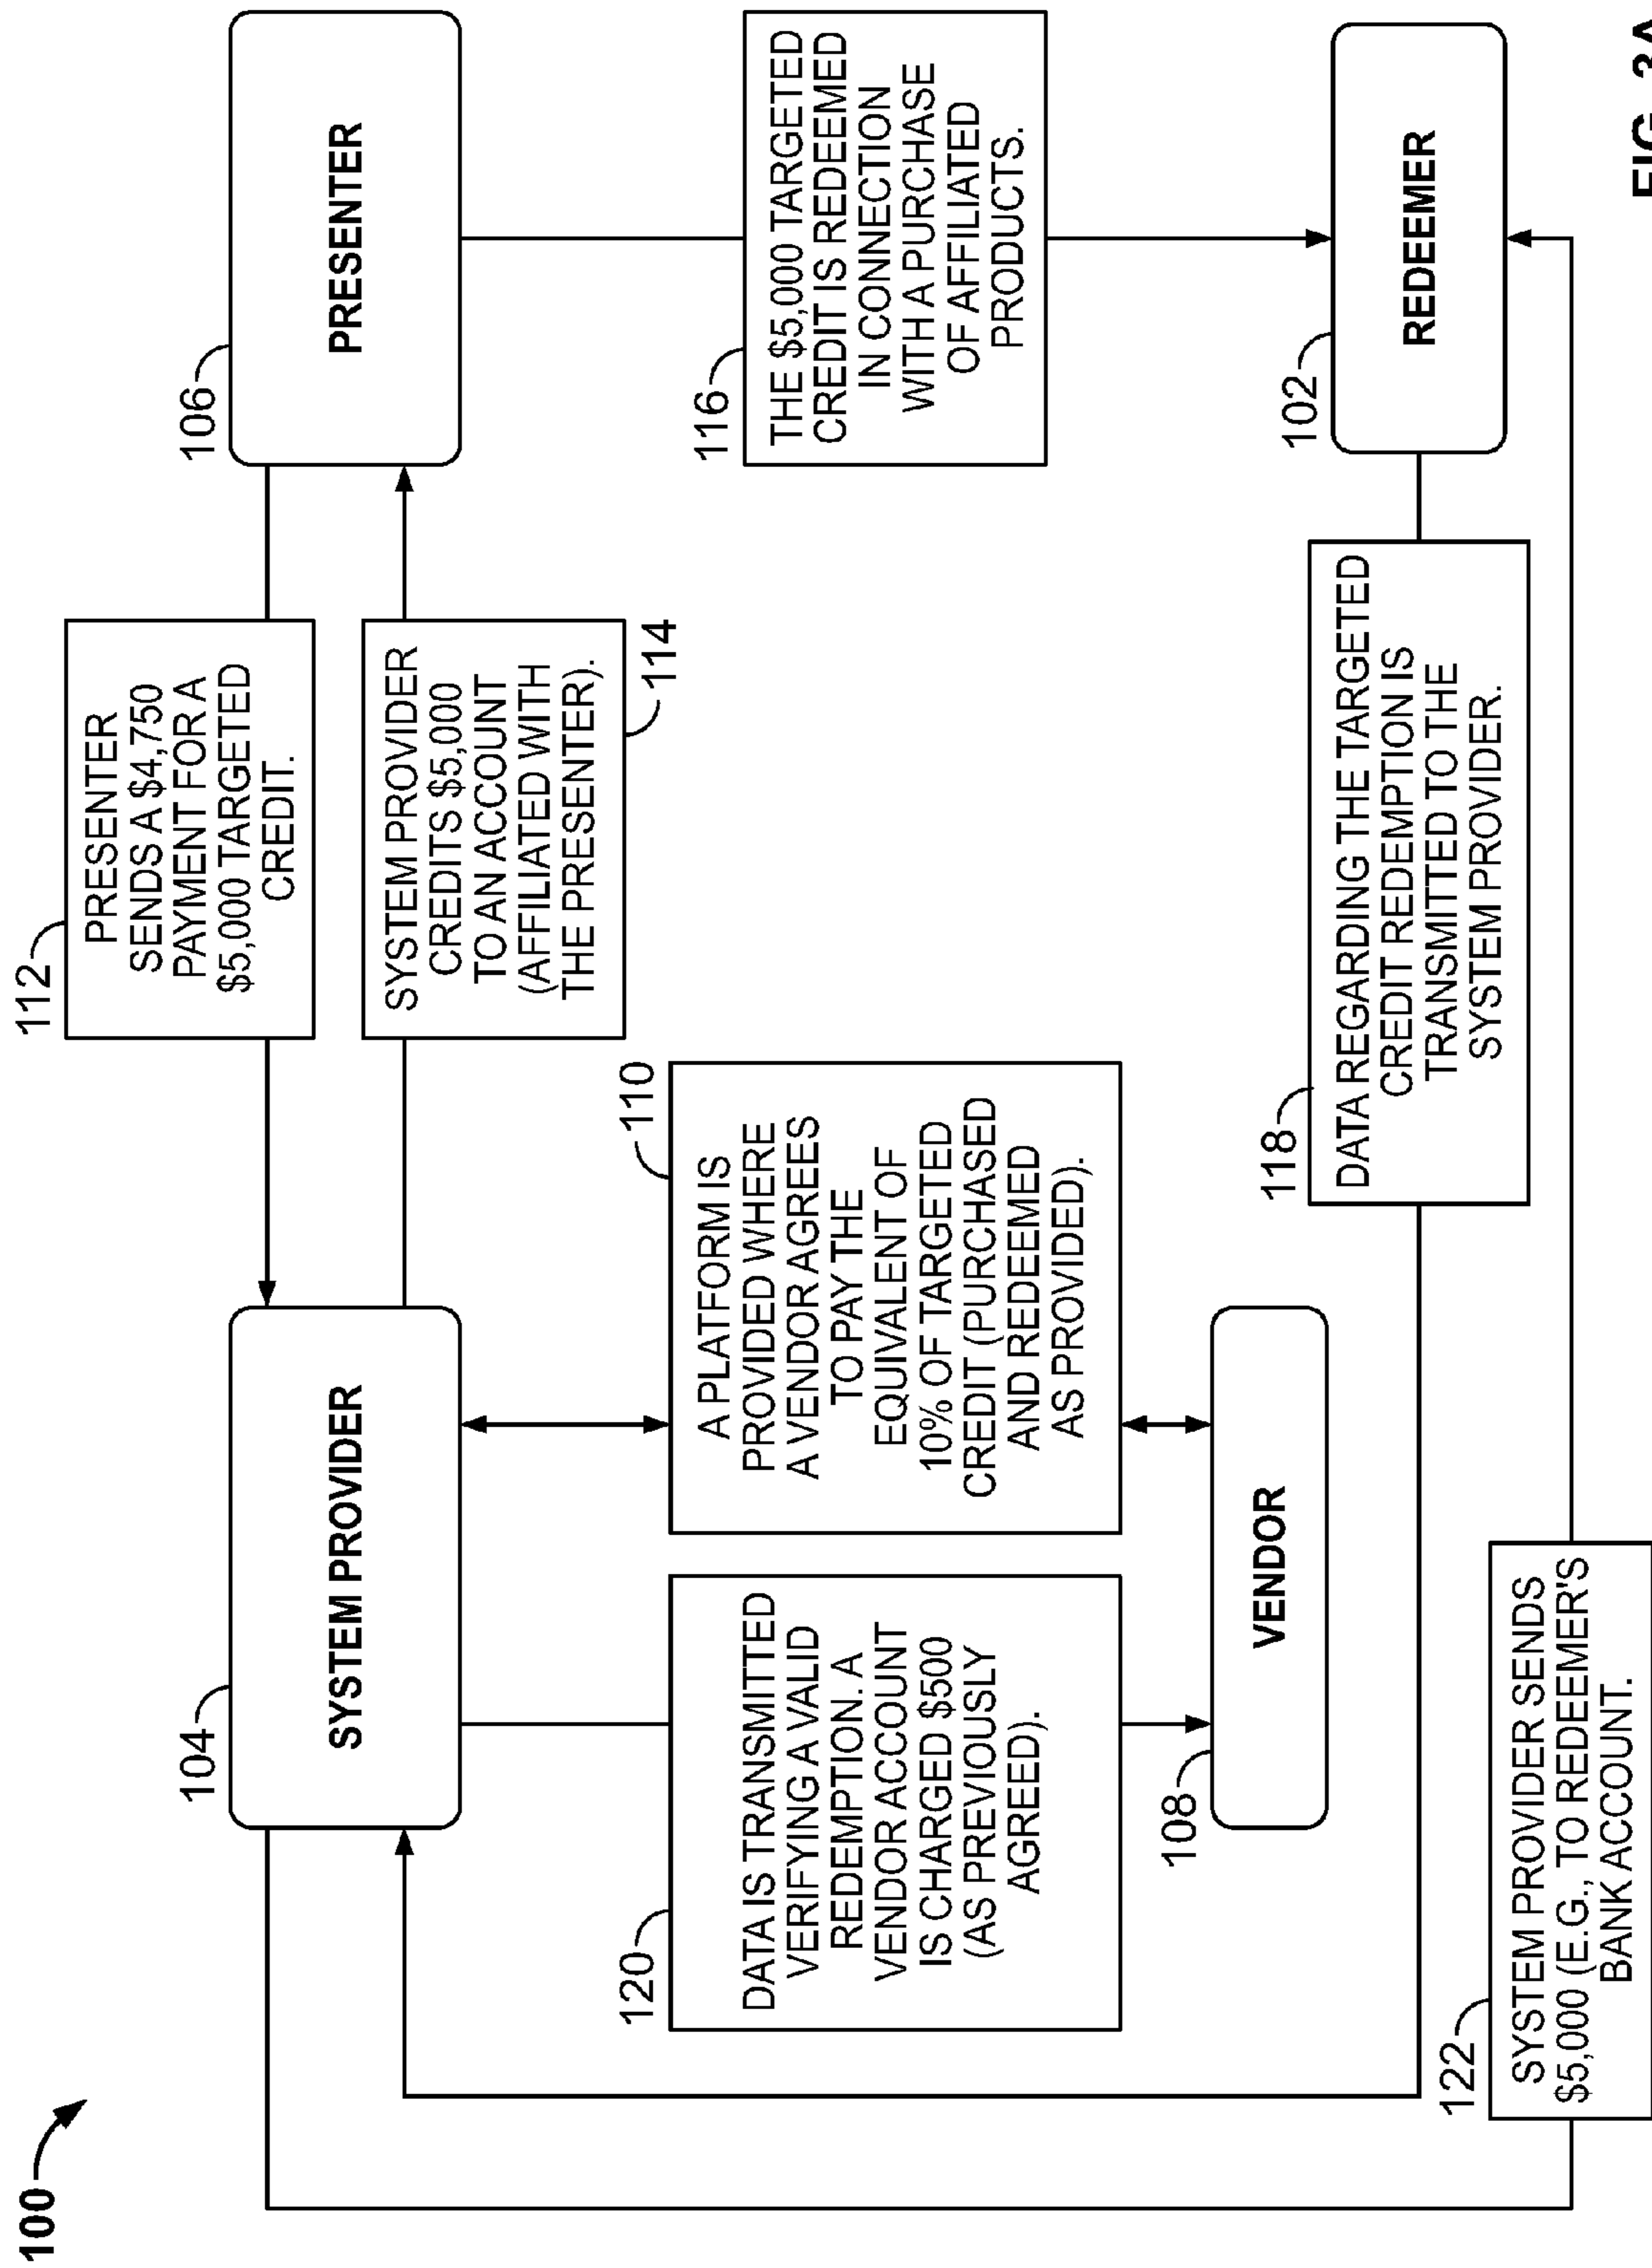 100
112
PRESENTER
SENDS A $4,750
PAYMENT FOR A
$5,000 TARGETED
CREDIT.
104
SYSTEM PROVIDER
106
PRESENTER
SYSTEM PROVIDER
CREDITS $5,000
TO AN ACCOUNT
(AFFILIATED WITH
THE PRESENTER).
114
120
DATA IS TRANSMITTED
VERIFYING A VALID
REDEMPTION. A
VENDOR ACCOUNT
IS CHARGED $500
(AS PREVIOUSLY
AGREED).
110
A PLATFORM IS
PROVIDED WHERE
A VENDOR AGREES
TO PAY THE
EQUIVALENT OF
10% OF TARGETED
CREDIT (PURCHASED
AND REDEEMED
AS PROVIDED).
116
THE $5,000 TARGETED
CREDIT IS REDEEMED
IN CONNECTION
WITH A PURCHASE
OF AFFILIATED
PRODUCTS.
108
VENDOR
118
DATA REGARDING THE TARGETED
CREDIT REDEMPTION IS
TRANSMITTED TO THE
SYSTEM PROVIDER.
102
REDEEMER
122
SYSTEM PROVIDER SENDS
$5,000 (E.G., TO REDEEMER'S
BANK ACCOUNT.
FIG. 3A